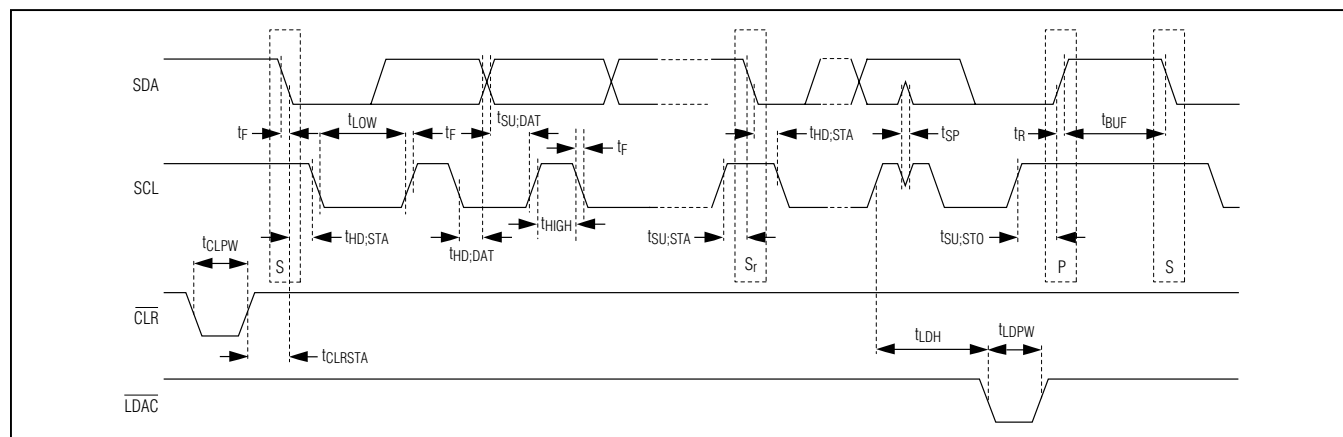 SDA
tF
tLOW
tF
tSU;DAT
tF
tHD;STA
tSP
tR
tBUF
SCL
tHD;STA
tHD;DAT
tHIGH
tSU;STA
tSU;STO
tCLPW
S
Sr
P
S
CLR
tCLRSTA
tLDH
tLDPW
LDAC